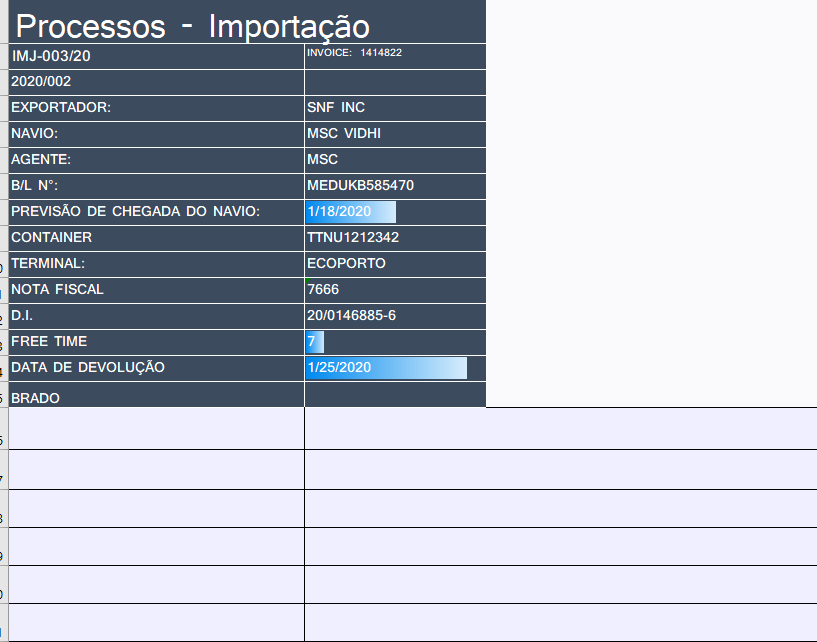 Processos - Importação
IMJ-003/20 INVOICE: 1414822
2020/002
EXPORTADOR: SNF INC
NAVIO: MSC VIDHI
AGENTE: MSC
B/L N°: MEDUKB585470
PREVISÃO DE CHEGADA DO NAVIO: 1/18/2020
CONTAINER TTNU1212342
TERMINAL: ECOPORTO
NOTA FISCAL 7666
D.I. 20/0146885-6
FREE TIME 7
DATA DE DEVOLUÇÃO 1/25/2020
BRADO